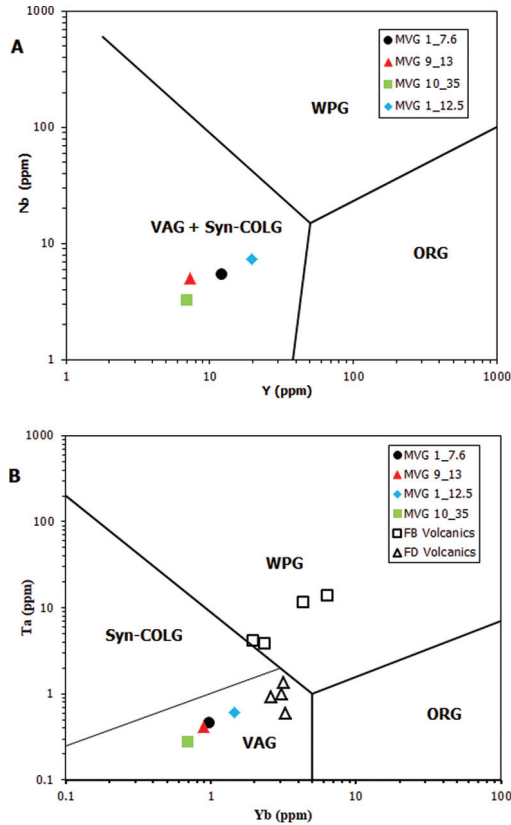 A
1000
100
10
1
Nb (ppm)
MVG 1_7.6
MVG 9_13
MVG 10_35
MVG 1_12.5
WPG
VAG + Syn-COLG
ORG
1 10 100 1000
Y (ppm)
B
1000
100
10
1
0.1
Ta (ppm)
MVG 1_7.6
MVG 9_13
MVG 1_12.5
MVG 10_35
FB Volcanics
FD Volcanics
WPG
Syn-COLG
VAG
ORG
0.1 1 10 100
Yb (ppm)